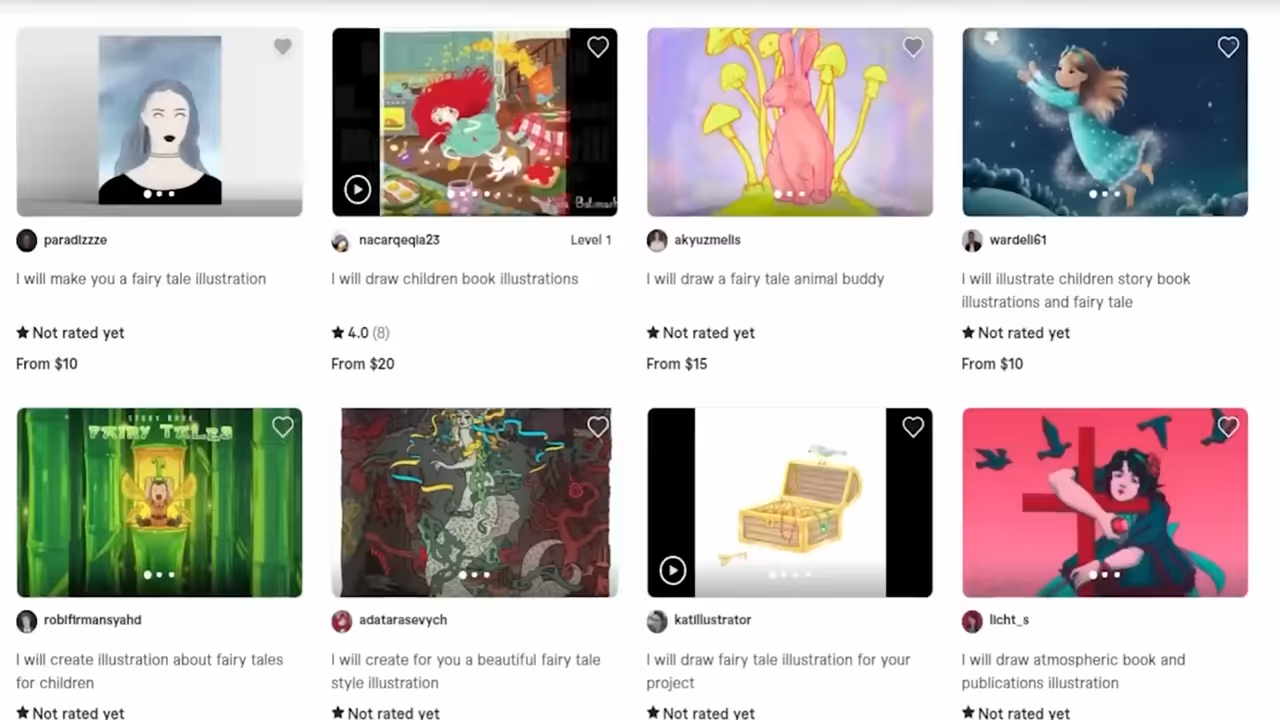 Bal.mart
paradizzze
nacarqeqia23
Level 1
akyuzmelis
wardeli61
I will make you a fairy tale illustration
I will draw children book illustrations
I will draw a fairy tale animal buddy
I will illustrate children story book
illustrations and fairy tale
Not rated yet
4.0 (8)
Not rated yet
Not rated yet
From $10
From $20
From $15
From $10
STORY BOOK
FAIRY TALES
robifirmansyahd
adatarasevych
katillustrator
licht_s
I will create illustration about fairy tales
for children
I will create for you a beautiful fairy tale
style illustration
I will draw fairy tale illustration for your
project
I will draw atmospheric book and
publications illustration
Not rated yet
Not rated yet
Not rated yet
Not rated yet